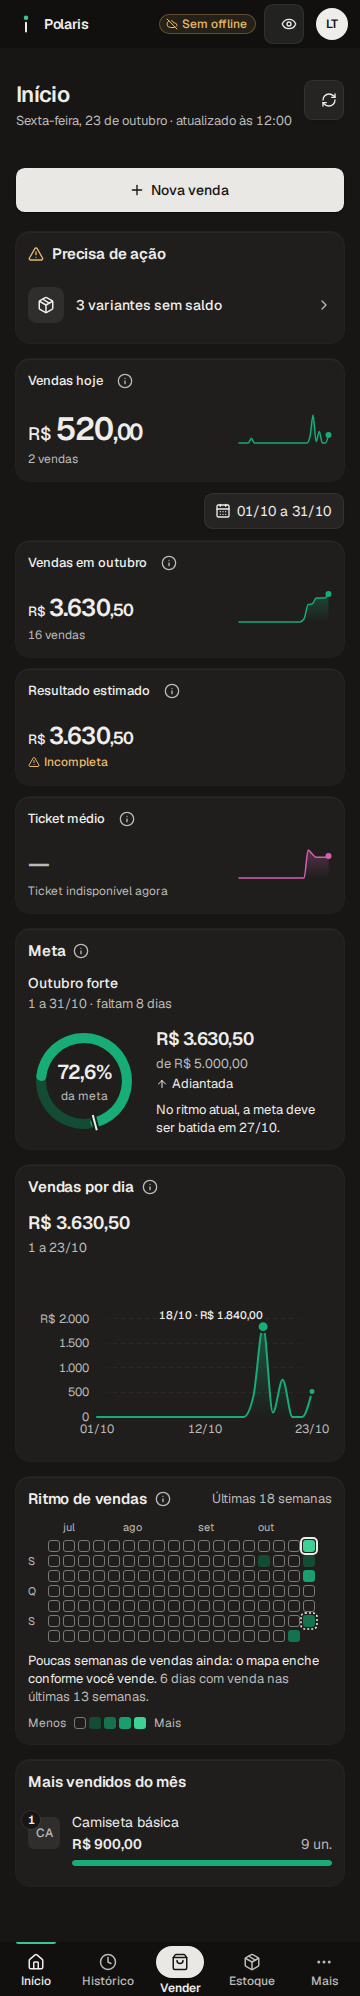 Polaris
Sem offline
LT
Início
Sexta-feira, 23 de outubro · atualizado às 12:00
Nova venda
Precisa de ação
3 variantes sem saldo
Vendas hoje
R$ 520,00
2 vendas
01/10 a 31/10
Vendas em outubro
R$ 3.630,50
16 vendas
Resultado estimado
R$ 3.630,50
Incompleta
Ticket médio
—
Ticket indisponível agora
Meta
Outubro forte
1 a 31/10 · faltam 8 dias
72,6%
da meta
R$ 3.630,50
de R$ 5.000,00
Adiantada
No ritmo atual, a meta deve
ser batida em 27/10.
Vendas por dia
R$ 3.630,50
1 a 23/10
18/10 · R$ 1.840,00
R$ 2.000
1.500
1.000
500
0
01/10 12/10 23/10
Ritmo de vendas
Últimas 18 semanas
jul ago set out
S
Q
S
Poucas semanas de vendas ainda: o mapa enche
conforme você vende. 6 dias com venda nas
últimas 13 semanas.
Menos Mais
Mais vendidos do mês
1
CA
Camiseta básica
R$ 900,00 9 un.
Início Histórico Vender Estoque Mais